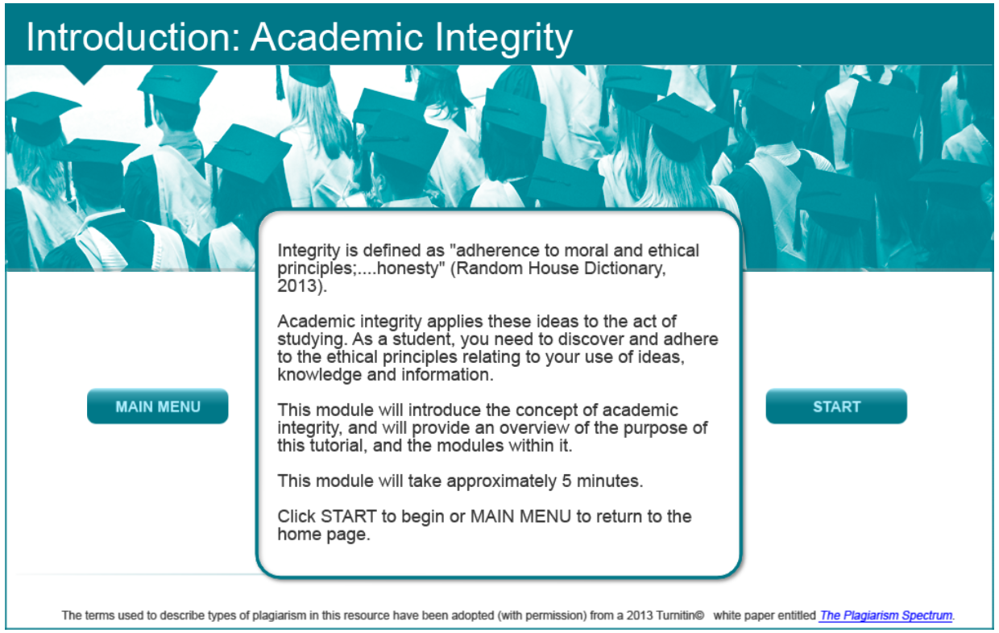 Introduction: Academic Integrity
Integrity is defined as "adherence to moral and ethical
principles;....honesty" (Random House Dictionary,
2013).
Academic integrity applies these ideas to the act of
studying. As a student, you need to discover and adhere
to the ethical principles relating to your use of ideas,
knowledge and information.
This module will introduce the concept of academic
integrity, and will provide an overview of the purpose of
this tutorial, and the modules within it.
This module will take approximately 5 minutes.
Click START to begin or MAIN MENU to return to the
home page.
MAIN MENU
START
The terms used to describe types of plagiarism in this resource have been adopted (with permission) from a 2013 Turnitin© white paper entitled The Plagiarism Spectrum.